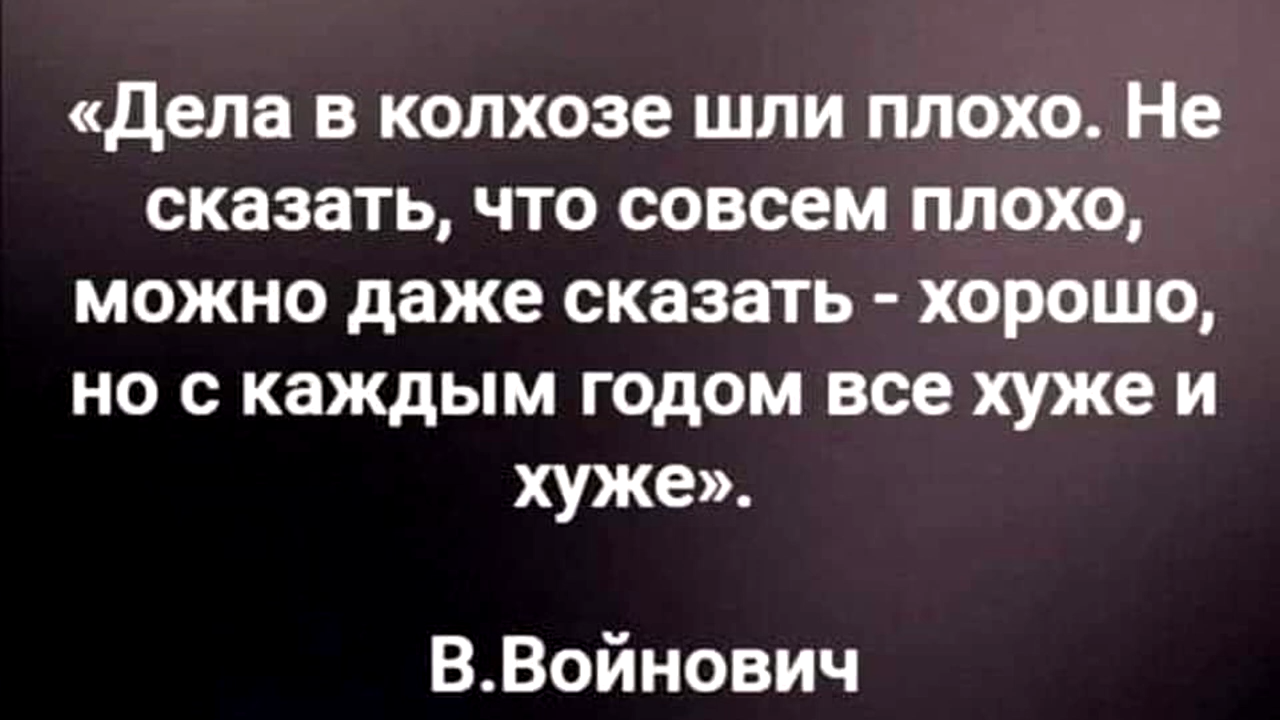 «Дела в колхозе шли плохо. Не
сказать, что совсем плохо,
можно даже сказать - хорошо,
но с каждым годом все хуже и
хуже».
В.Войнович